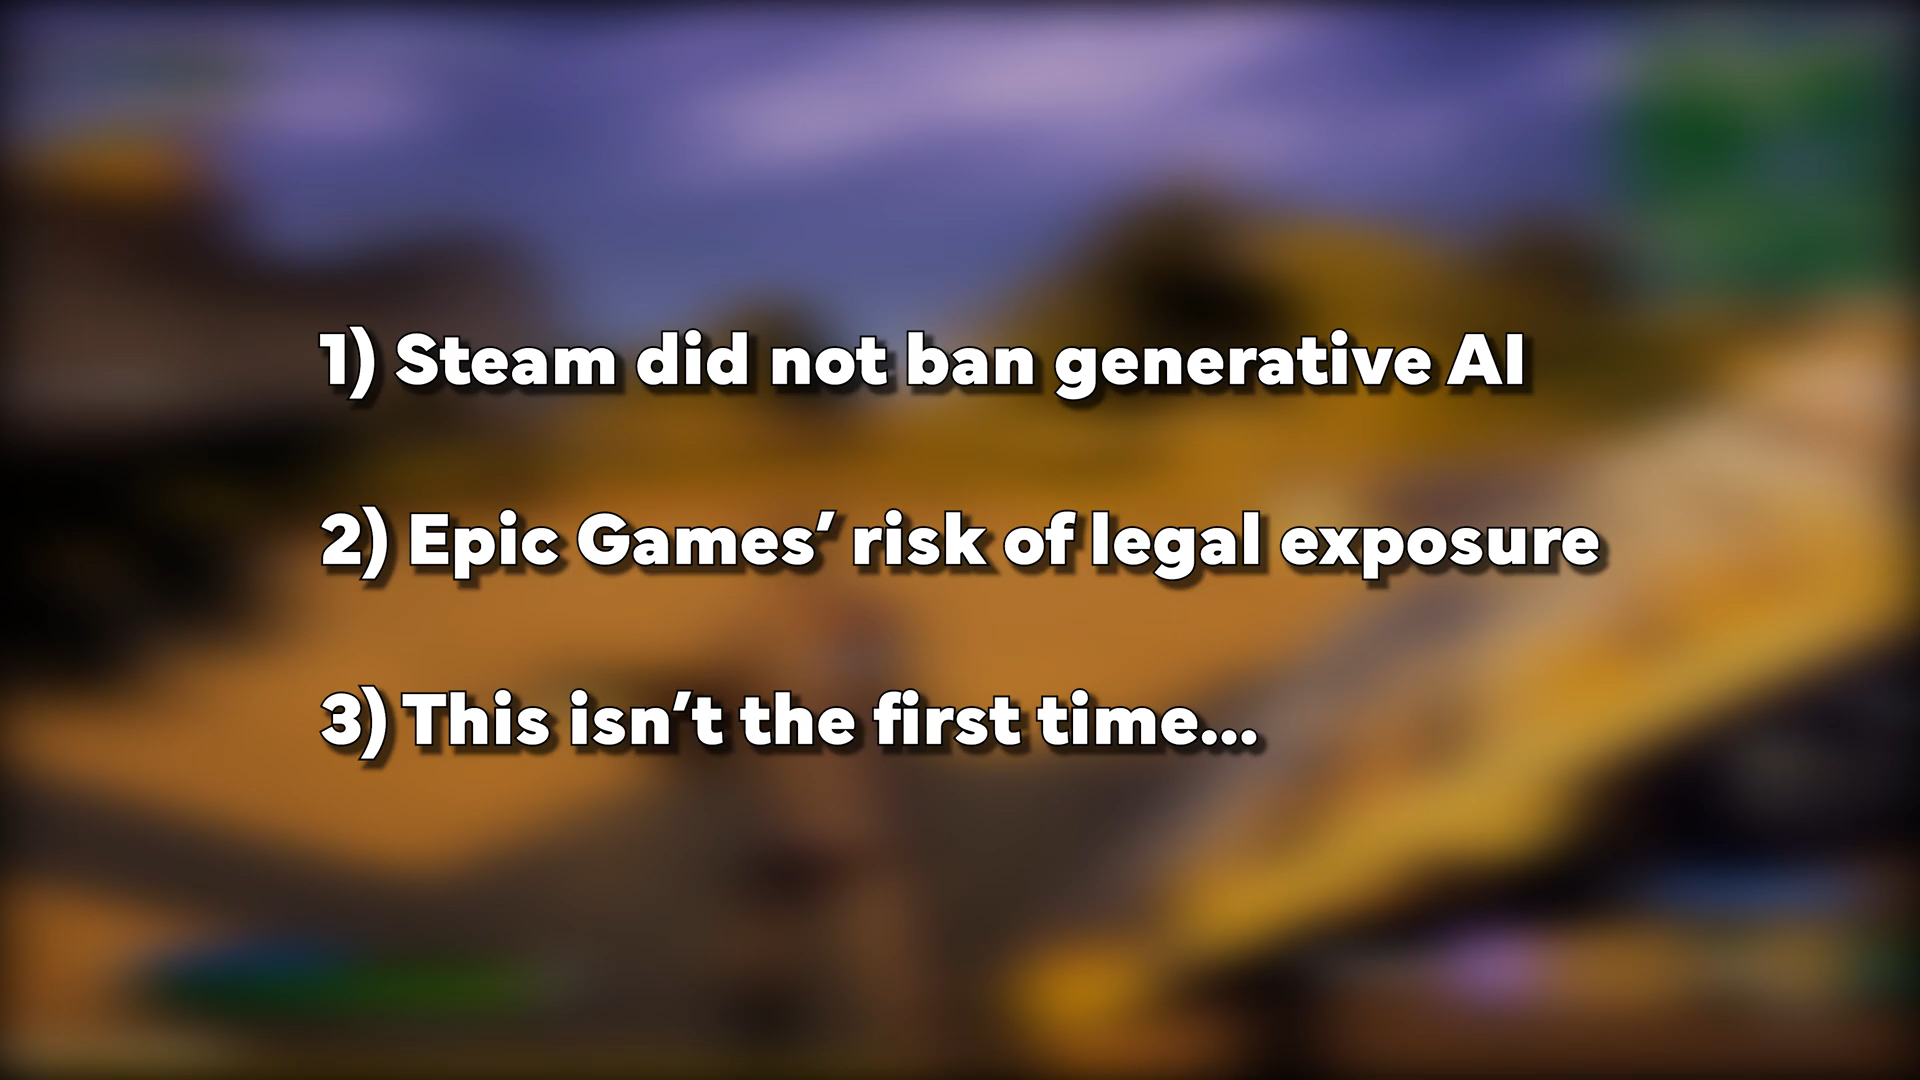 1) Steam did not ban generative AI
2) Epic Games’ risk of legal exposure
3) This isn’t the first time...